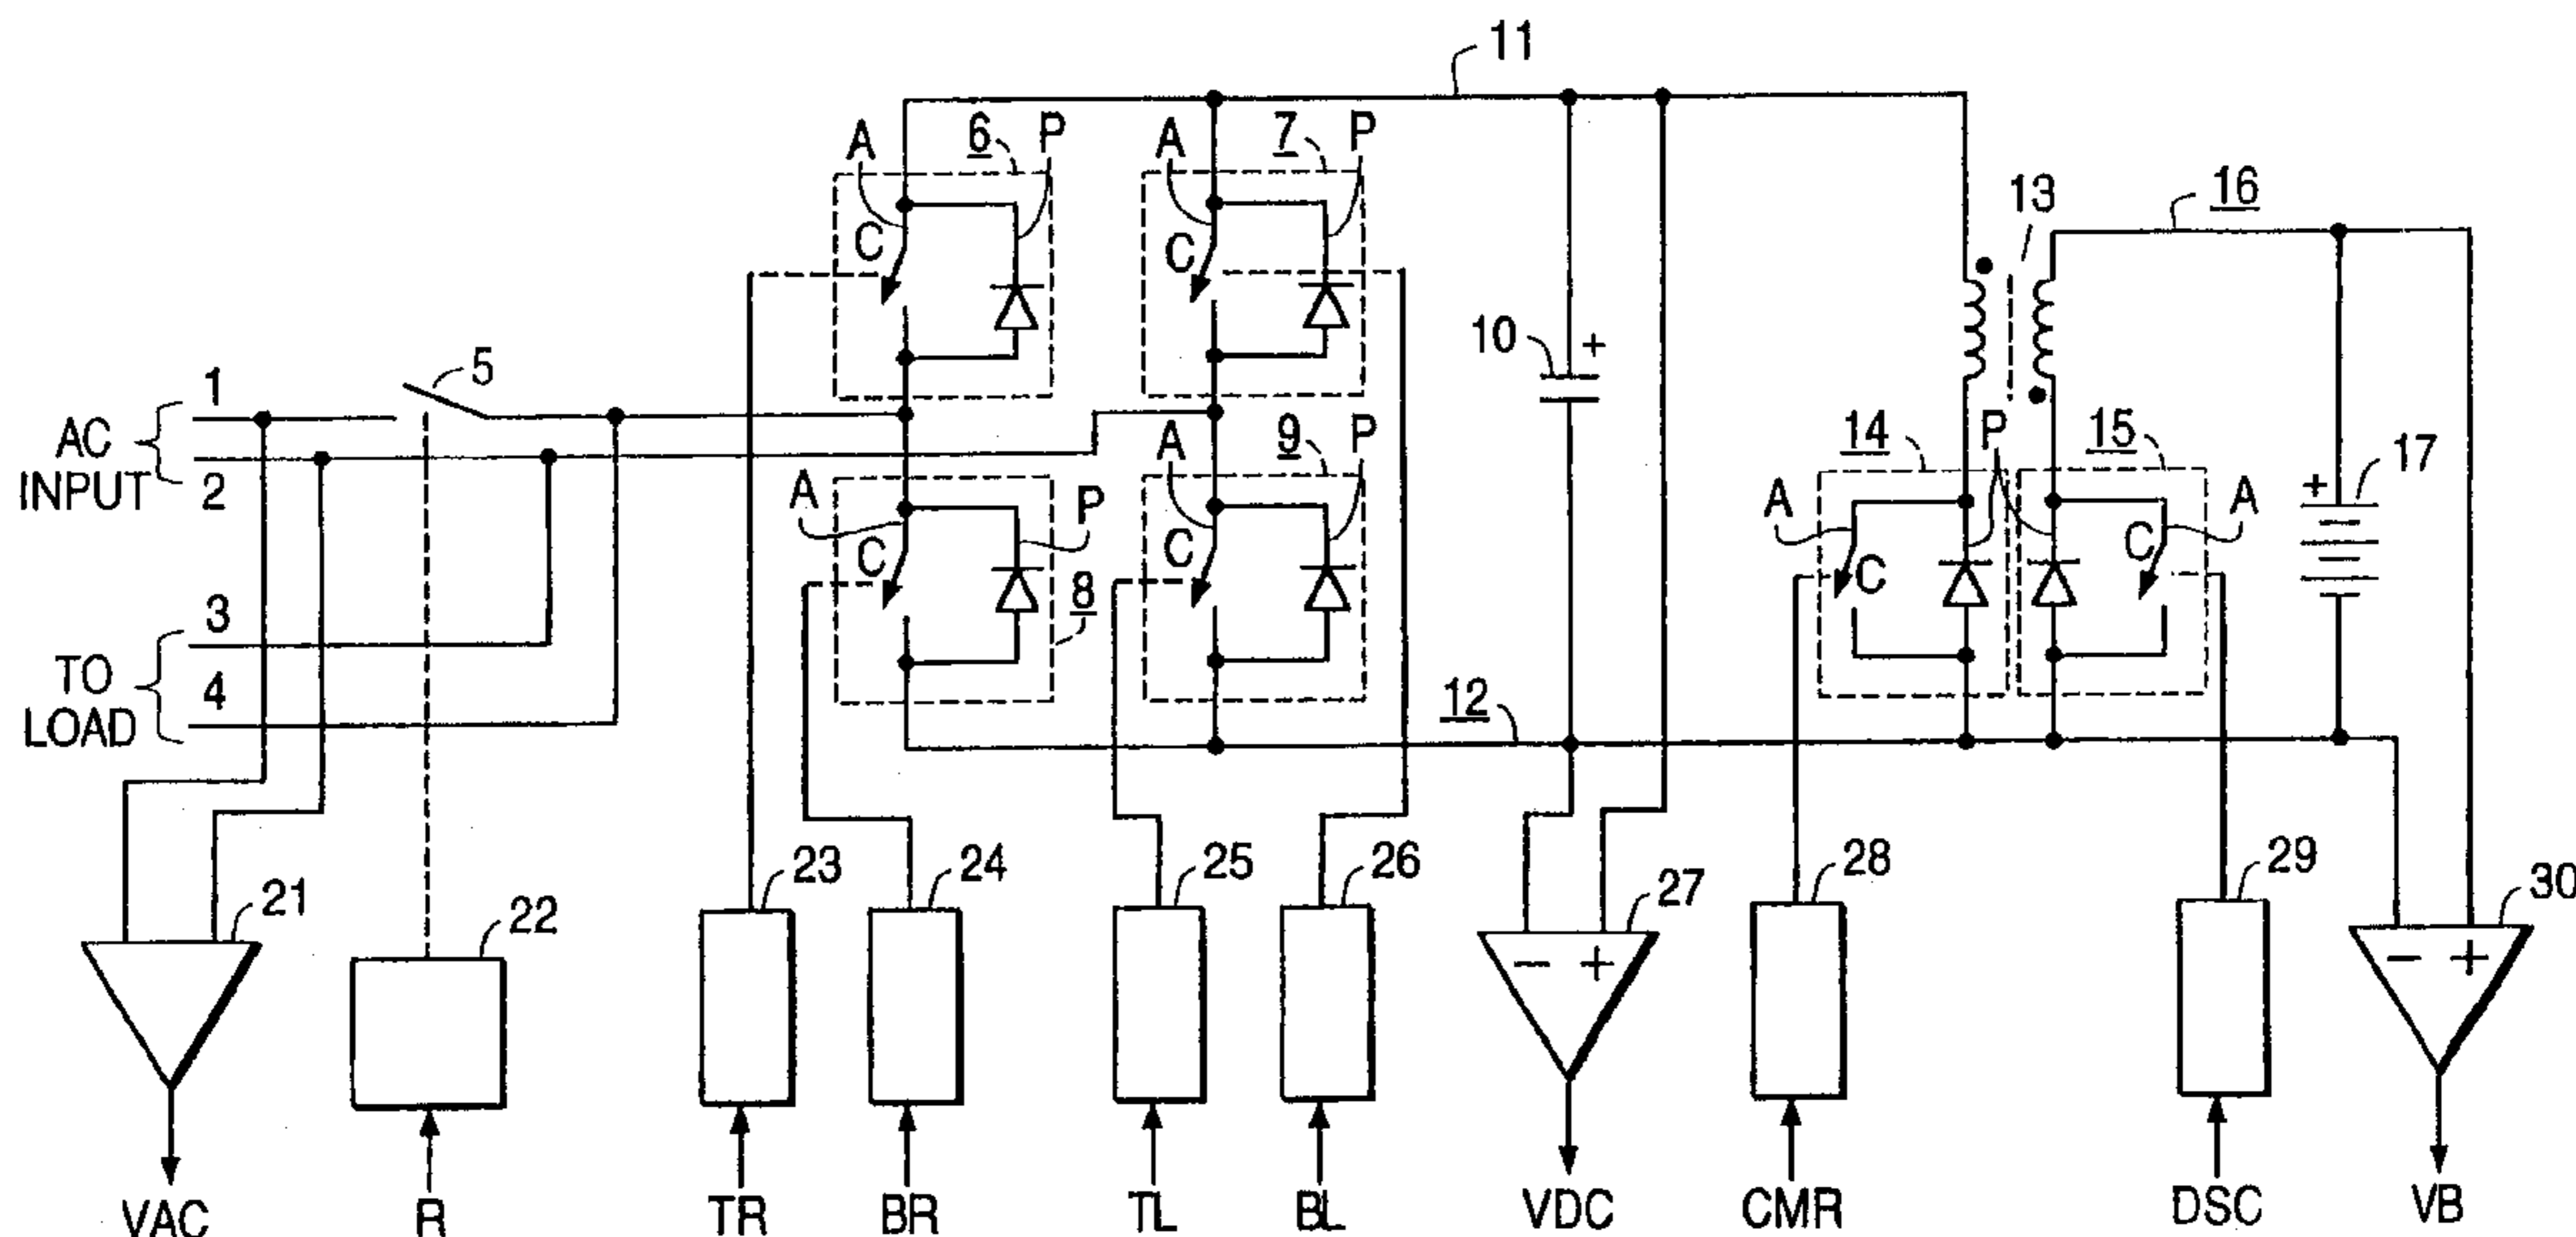 11
A
6
P
A
7
P
13
16
C
C
10
+
5
1
AC
INPUT
2
A
9
P
14
P
15
17
+
A
C
P
C
A
C
C
A
8
3
TO
LOAD
4
12
23
24
25
26
27
28
29
30
21
22
− +
− +
VAC
R
TR
BR
TL
BL
VDC
CMR
DSC
VB